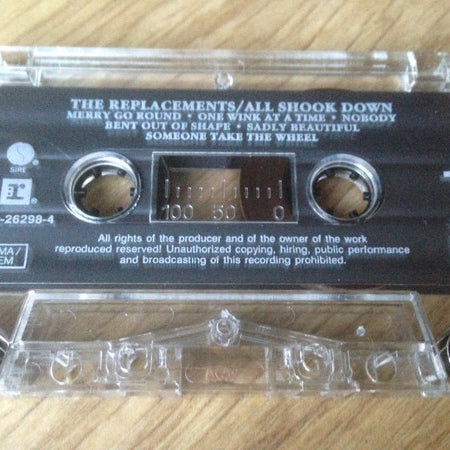 THE REPLACEMENTS/ALL SHOOK DOWN
MERRY GO ROUND • ONE WINK AT A TIME • NOBODY
BENT OUT OF SHAPE • SADLY BEAUTIFUL
SOMEONE TAKE THE WHEEL
SIRE
r
-26298-4
100 50 0
MA/
EM
All rights of the producer and of the owner of the work
reproduced reserved! Unauthorized copying, hiring, public performance
and broadcasting of this recording prohibited.